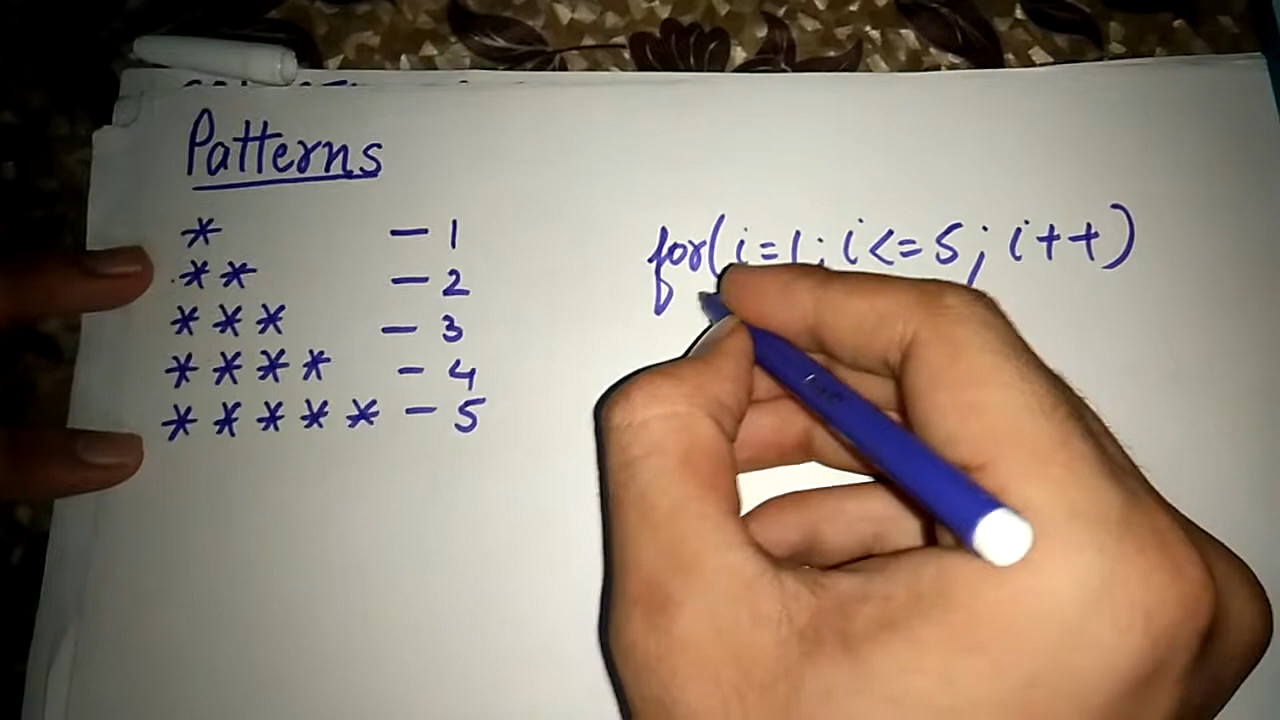 Patterns
* - 1
* * - 2
* * * - 3
* * * * - 4
* * * * * - 5
for(i=1; i<=5; i++)